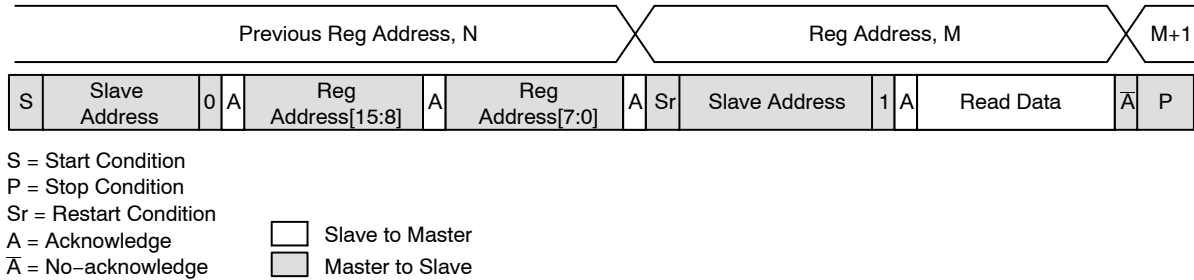 Previous Reg Address, N Reg Address, M M+1
S Slave Address 0 A Reg Address[15:8] A Reg Address[7:0] A Sr Slave Address 1 A Read Data A̅ P
S = Start Condition
P = Stop Condition
Sr = Restart Condition
A = Acknowledge
A̅ = No−acknowledge
Slave to Master
Master to Slave